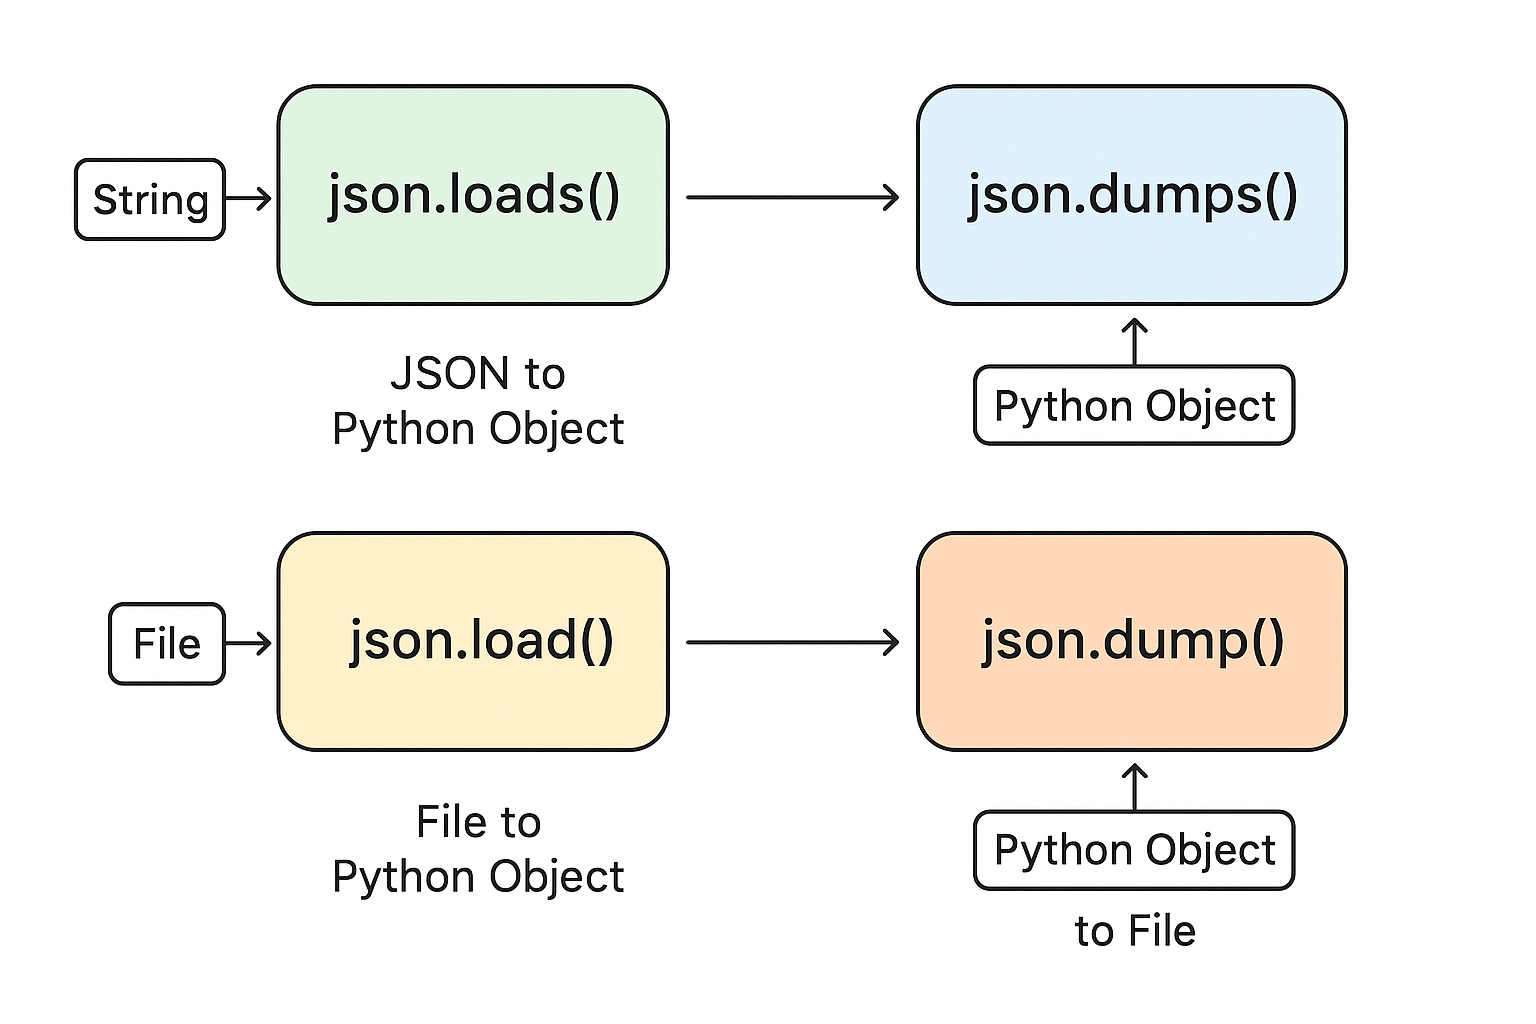 String
json.loads()
json.dumps()
JSON to
Python Object
Python Object
File
json.load()
json.dump()
File to
Python Object
Python Object
to File